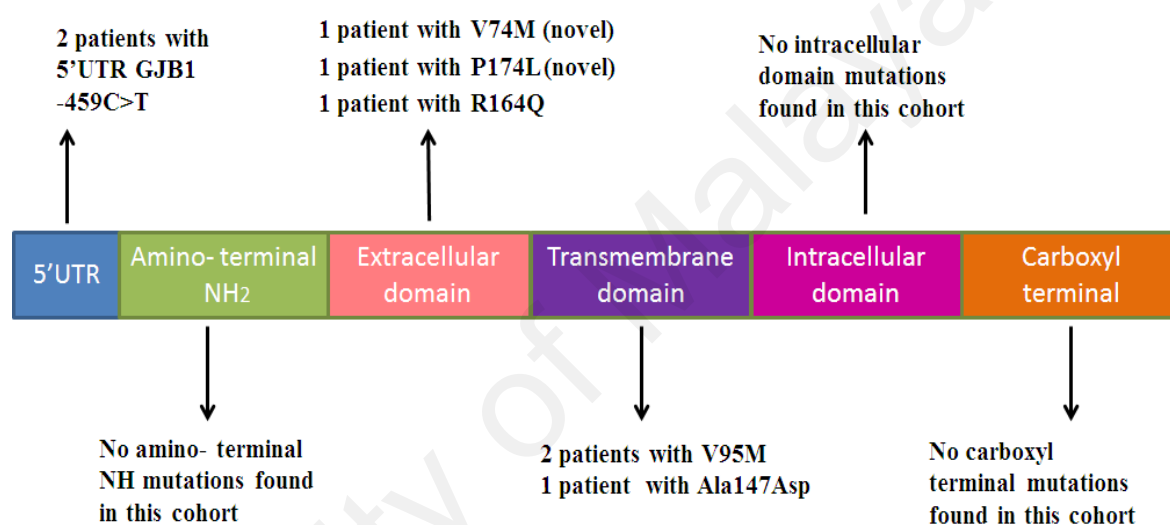 2 patients with
5'UTR GJB1
-459C>T
1 patient with V74M (novel)
1 patient with P174L (novel)
1 patient with R164Q
No intracellular
domain mutations
found in this cohort
5'UTR
Amino- terminal
NH2
Extracellular
domain
Transmembrane
domain
Intracellular
domain
Carboxyl
terminal
No amino- terminal
NH mutations found
in this cohort
2 patients with V95M
1 patient with Ala147Asp
No carboxyl
terminal mutations
found in this cohort
of Malaya